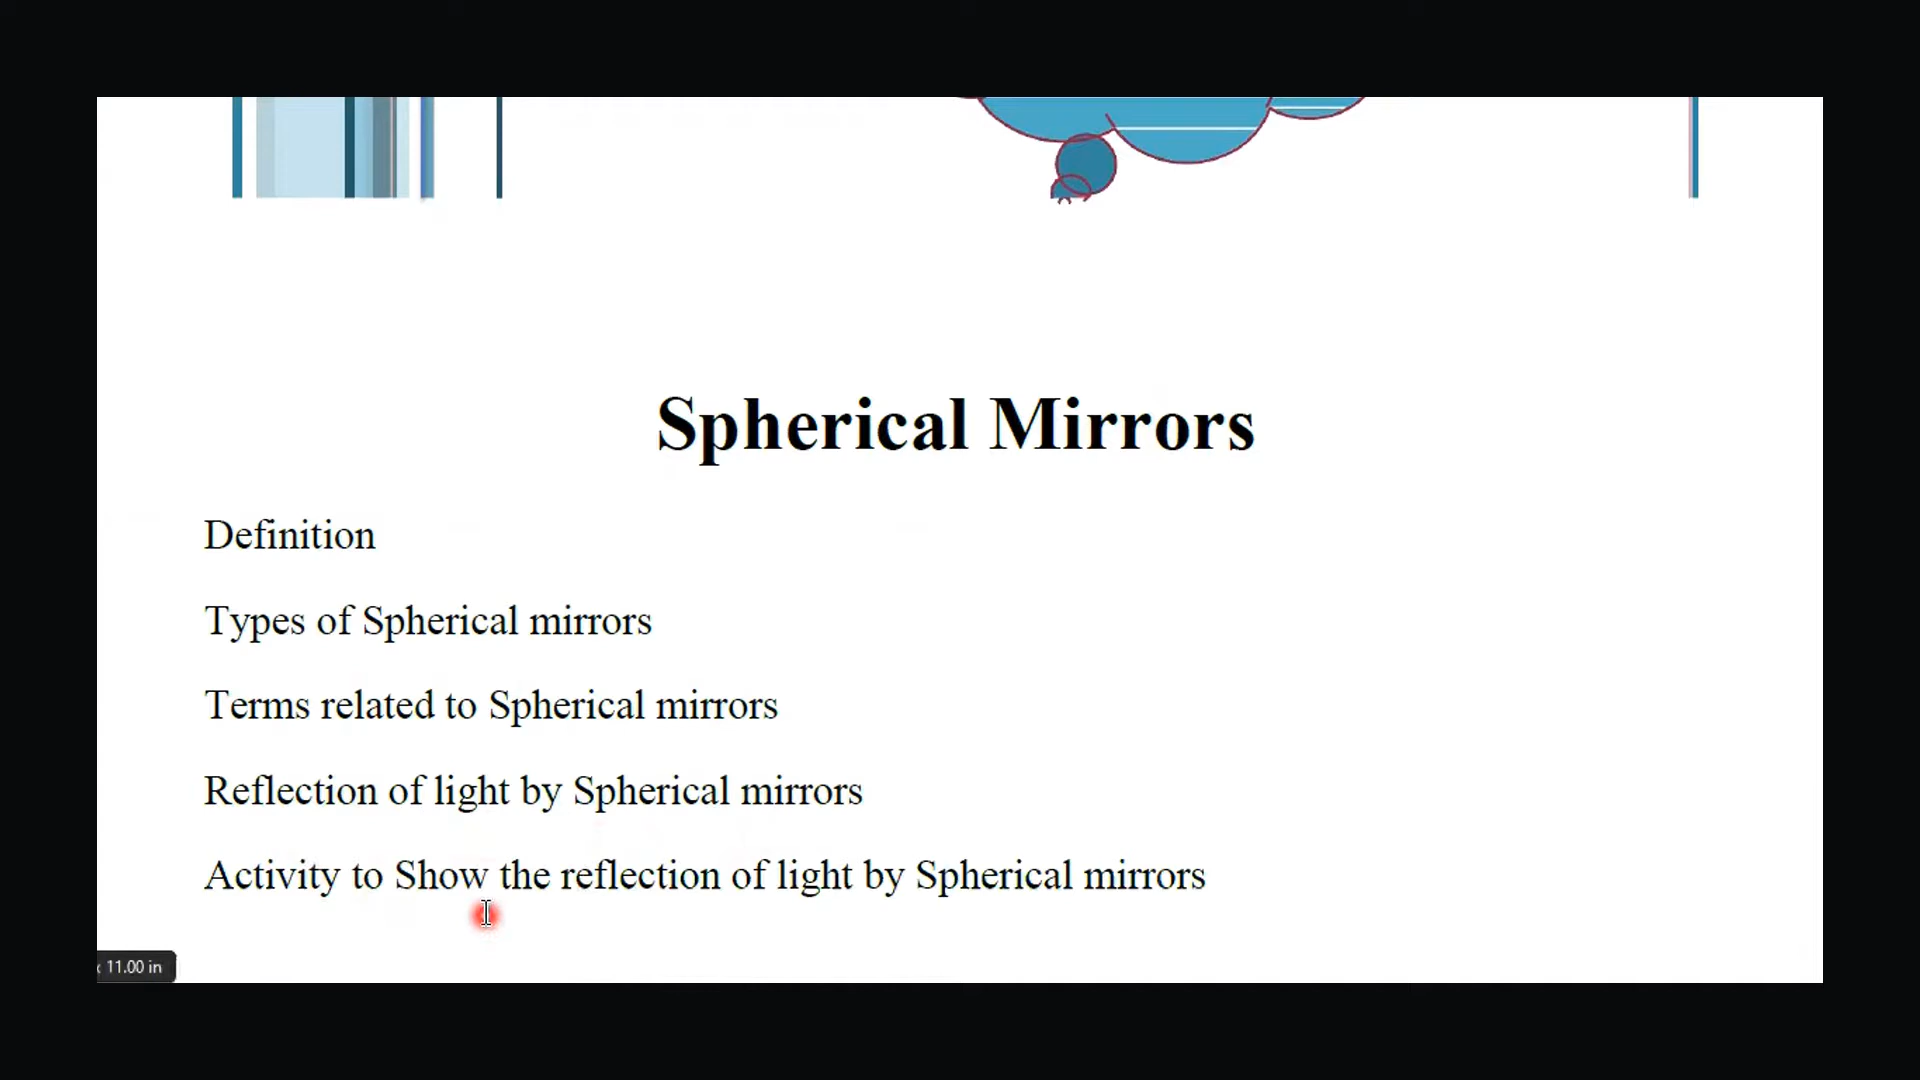 Spherical Mirrors
Definition
Types of Spherical mirrors
Terms related to Spherical mirrors
Reflection of light by Spherical mirrors
Activity to Show the reflection of light by Spherical mirrors
11.00 in